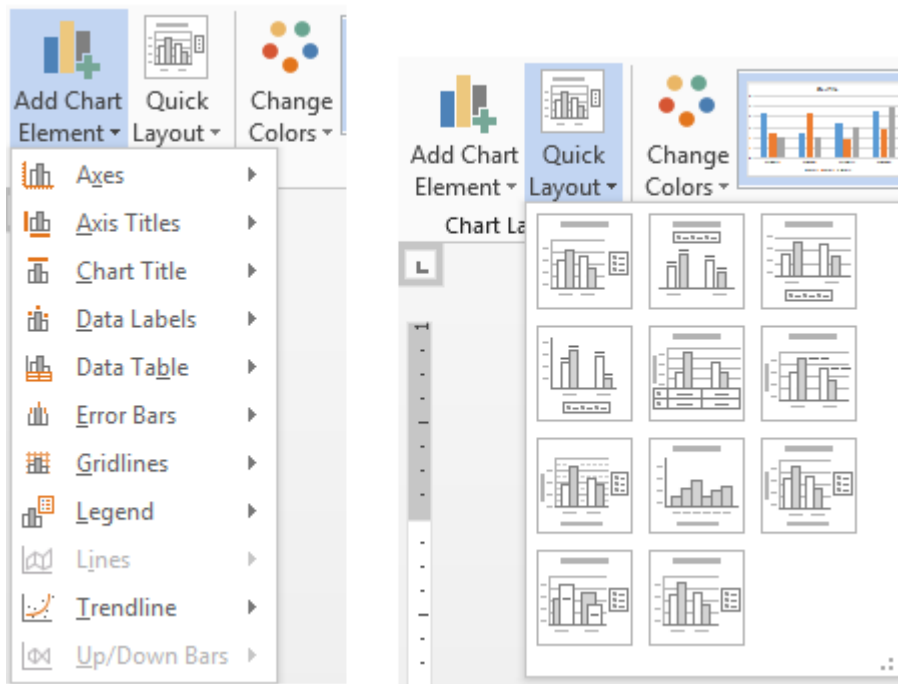 Add Chart Element
Quick Layout
Change Colors
Axes
Axis Titles
Chart Title
Data Labels
Data Table
Error Bars
Gridlines
Legend
Lines
Trendline
Up/Down Bars
Add Chart Element
Quick Layout
Change Colors
Chart La
L
1